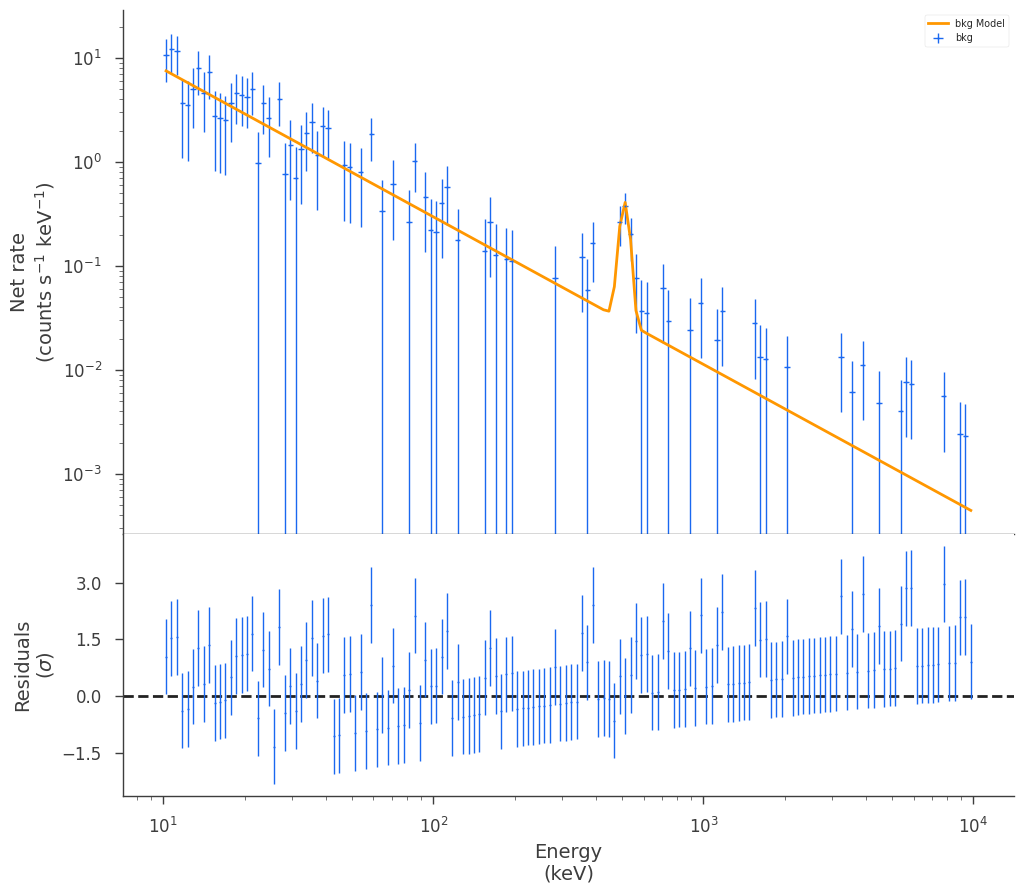 bkg Model
bkg
Net rate
(counts s⁻¹ keV⁻¹)
10¹
10⁰
10⁻¹
10⁻²
10⁻³
Residuals
(σ)
3.0
1.5
0.0
−1.5
10¹ 10² 10³ 10⁴
Energy
(keV)